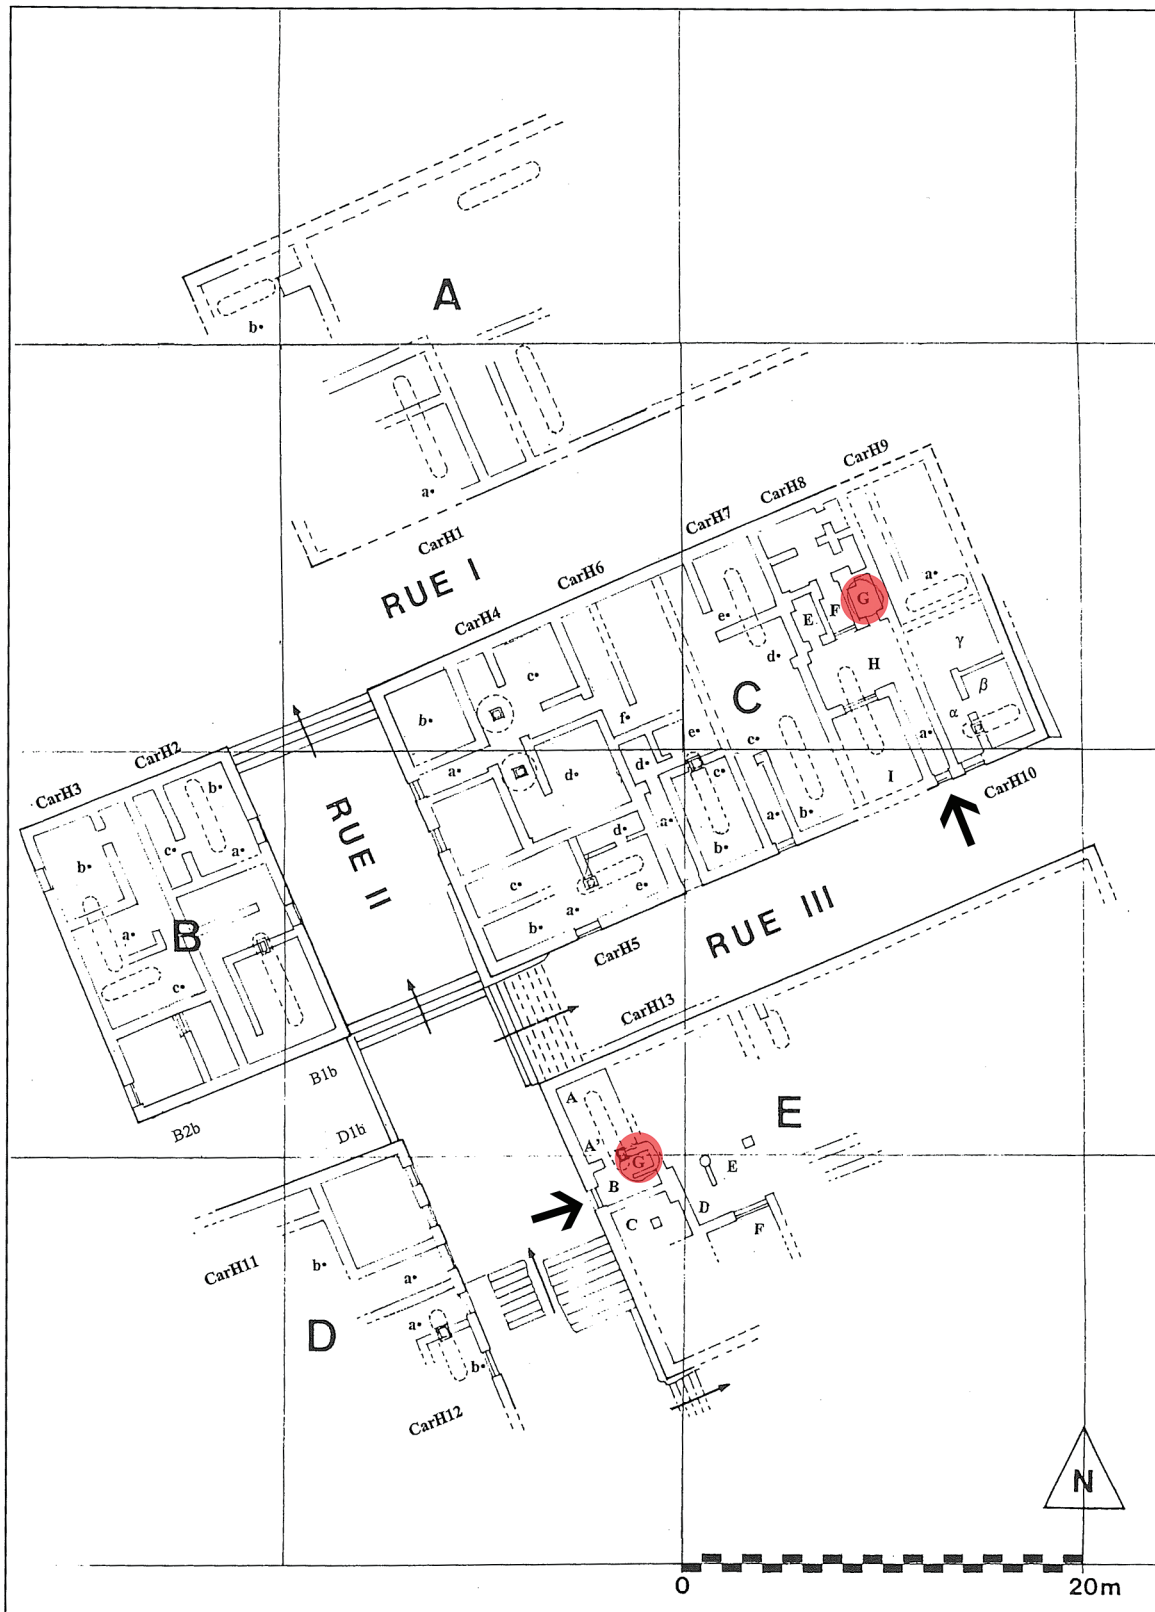 A
b•
a•
CarH1
RUE I
CarH9
CarH8
CarH7
CarH6
CarH4
a•
G
e•
F
E
γ
c•
d•
H
β
C
b•
f•
α
e•
c•
a•
CarH2
a•
d•
d•
c•
CarH3
b•
I
CarH10
a•
b•
a•
RUE II
d•
b•
c•
a•
b•
c•
e•
a•
RUE III
B
a•
b•
CarH5
c•
CarH13
B1b
A
E
B2b
D1b
A'
G
E
B
D
C
F
CarH11
b•
a•
D
a•
b•
CarH12
N
0
20m